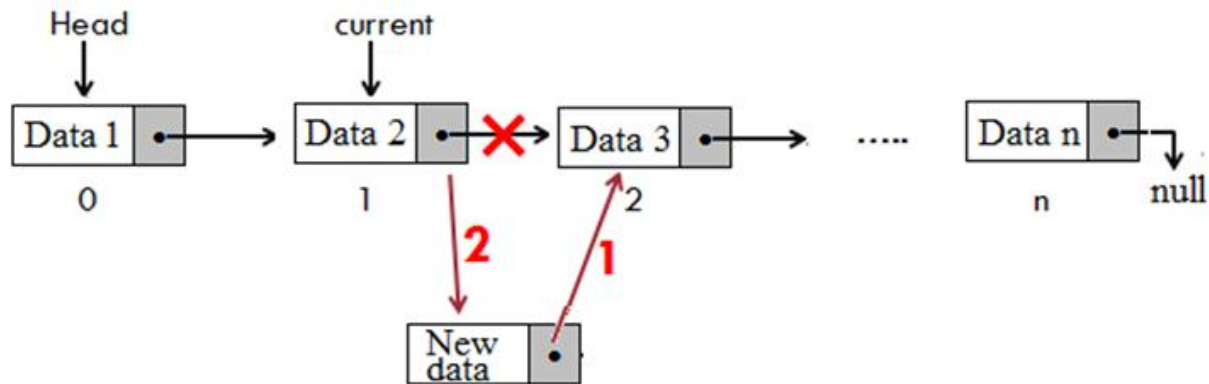 Head
current
Data 1
Data 2
Data 3
.....
Data n
0
1
2
n
null
2
1
New
data